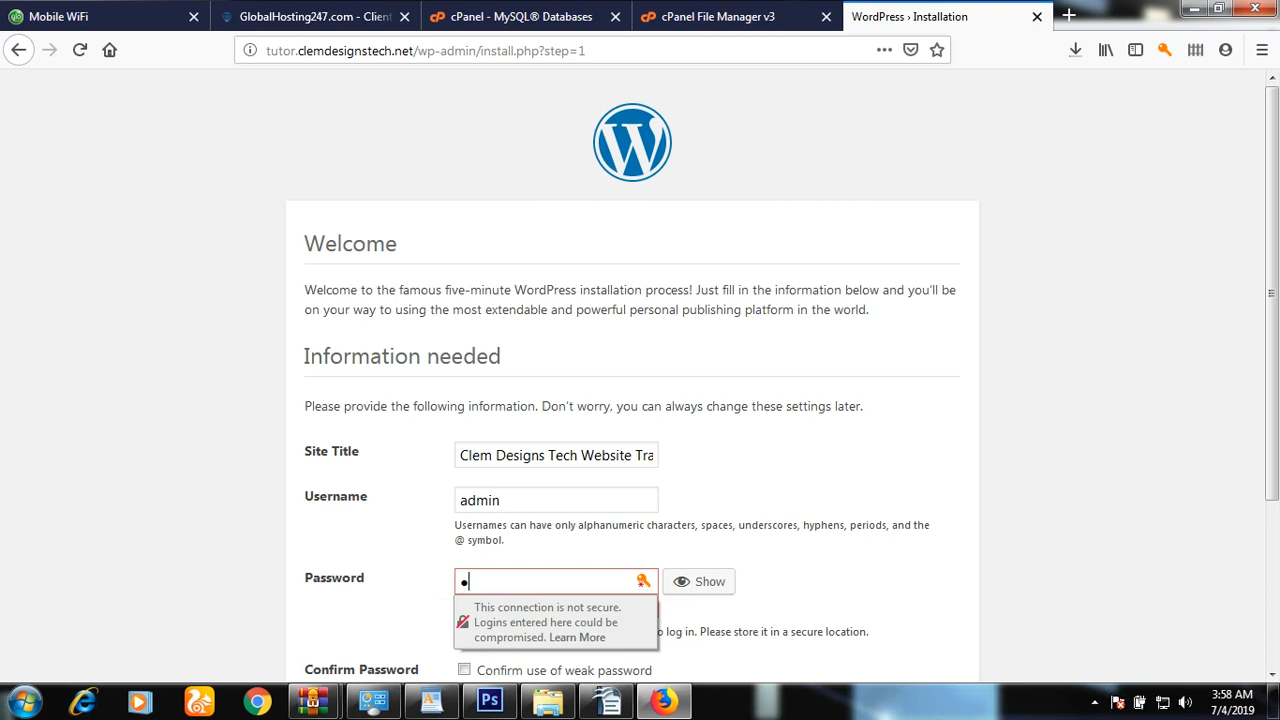 Mobile WiFi
GlobalHosting247.com - Client
cPanel - MySQL® Databases
cPanel File Manager v3
WordPress › Installation
tutor.clemdesignstech.net/wp-admin/install.php?step=1
Welcome
Welcome to the famous five-minute WordPress installation process! Just fill in the information below and you'll be
on your way to using the most extendable and powerful personal publishing platform in the world.
Information needed
Please provide the following information. Don't worry, you can always change these settings later.
Site Title
Clem Designs Tech Website Tra
Username
admin
Usernames can have only alphanumeric characters, spaces, underscores, hyphens, periods, and the
@ symbol.
Password
Show
This connection is not secure.
Logins entered here could be
compromised. Learn More
o log in. Please store it in a secure location.
Confirm Password
Confirm use of weak password
Ps
3:58 AM
7/4/2019